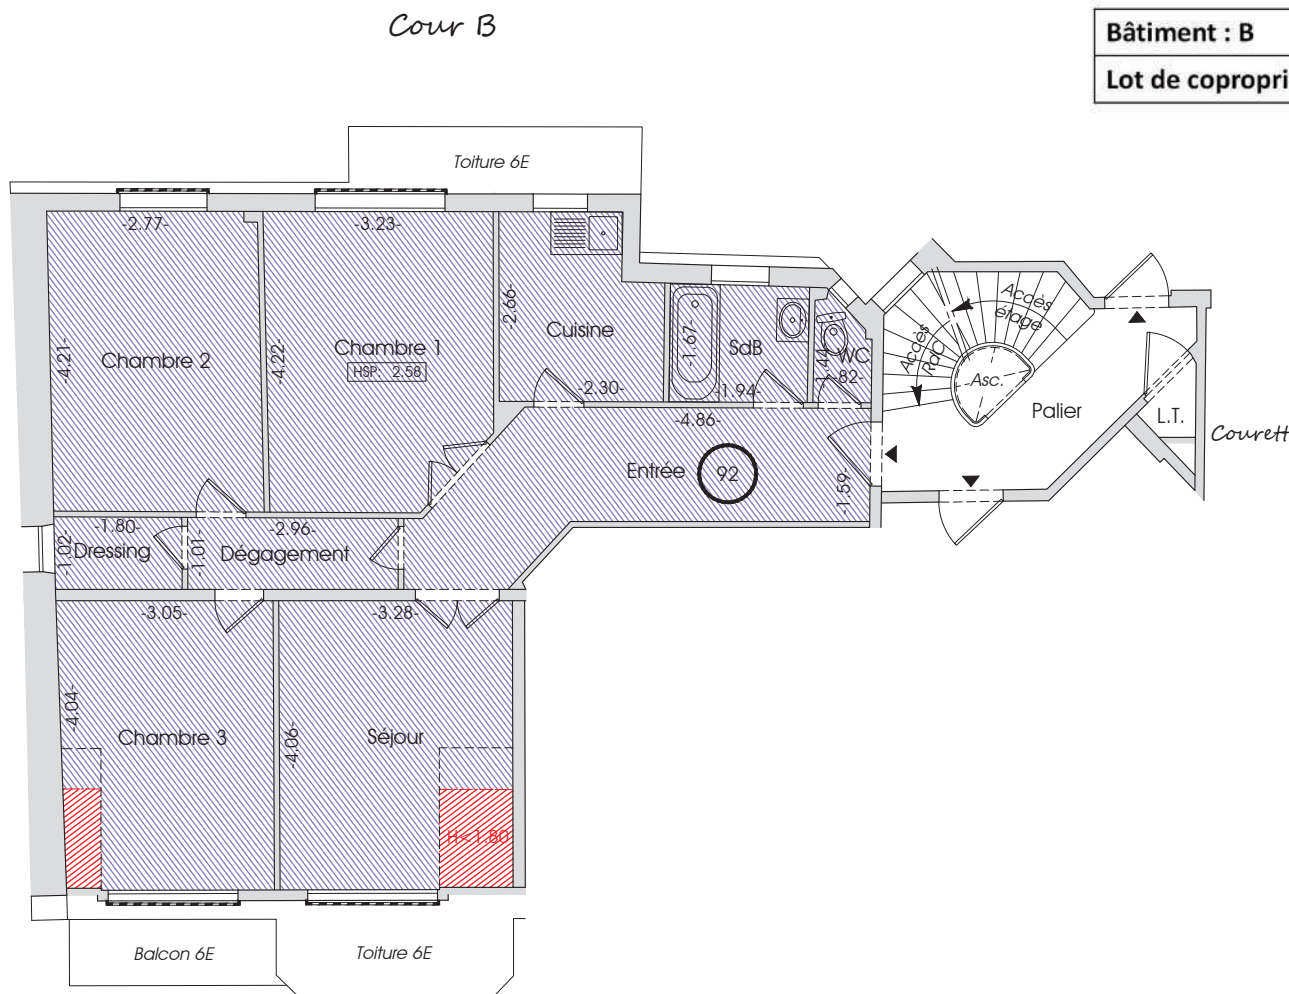 Cour B
Bâtiment : B
Lot de copropri
Toiture 6E
-2.77-
-3.23-
-4.21-
Chambre 2
-4.22-
Chambre 1
HSP: 2.58
-2.66-
Cuisine
-2.30-
-1.67-
SdB
-1.94-
-1.44-
WC
-82-
Accès
étage
Accès
RdC
Asc.
Palier
L.T.
Courett
-4.86-
Entrée
92
-1.59-
-1.80-
-1.02-
Dressing
-1.01-
-2.96-
Dégagement
-3.05-
-3.28-
-4.04-
Chambre 3
-4.06-
Séjour
H<1.80
Balcon 6E
Toiture 6E